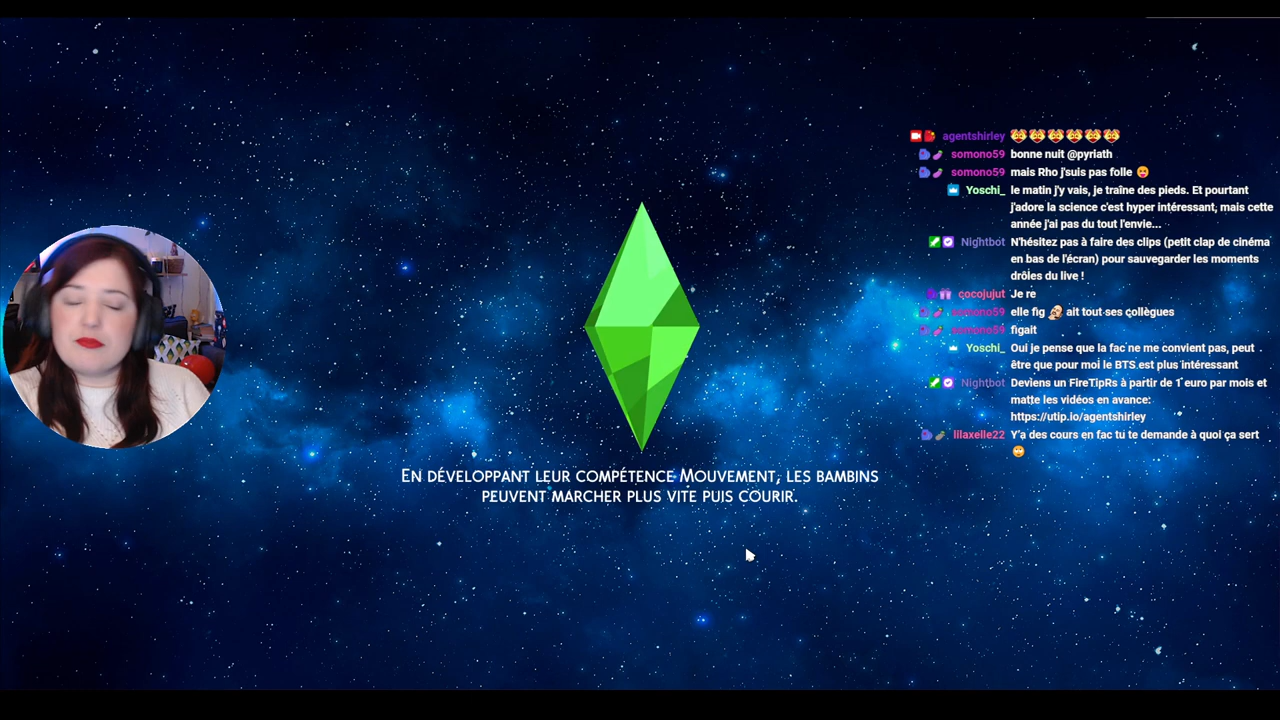 agentshirley
somono59 bonne nuit @pyriath
somono59 mais Rho j'suis pas folle
Yoschi_ le matin j'y vais, je traîne des pieds. Et pourtant
j'adore la science c'est hyper intéressant, mais cette
année j'ai pas du tout l'envie...
Nightbot N'hésitez pas à faire des clips (petit clap de cinéma
en bas de l'écran) pour sauvegarder les moments
drôles du live !
cocojujut Je re
somono59 elle fig ait tout ses collègues
somono59 figait
Yoschi_ Oui je pense que la fac ne me convient pas, peut
être que pour moi le BTS est plus intéressant
Nightbot Deviens un FireTipRs à partir de 1 euro par mois et
matte les vidéos en avance:
https://utip.io/agentshirley
lilaxelle22 Y'a des cours en fac tu te demande à quoi ça sert
En développant leur compétence Mouvement, les bambins
peuvent marcher plus vite puis courir.